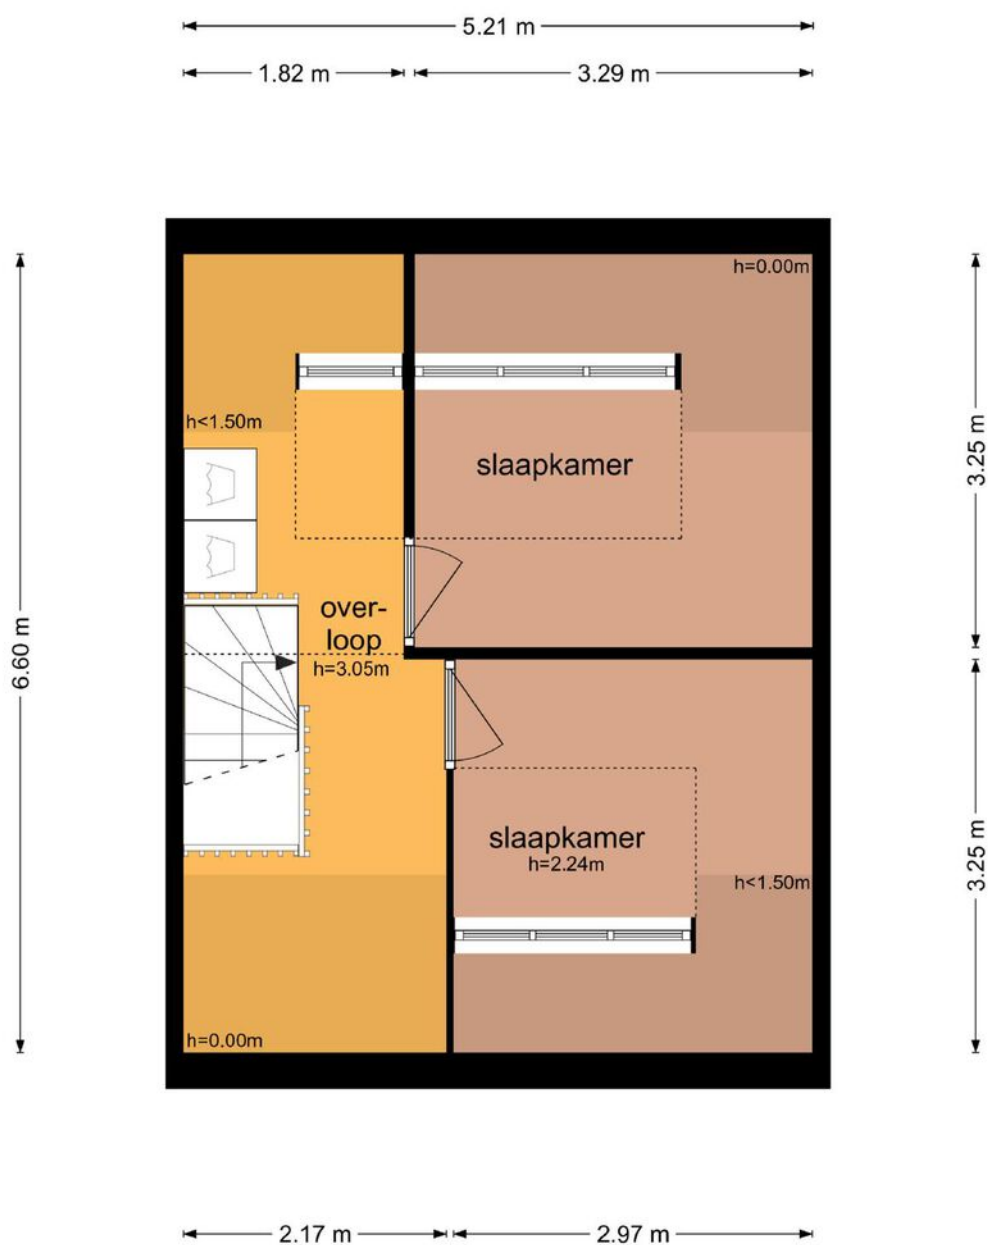 5.21 m
1.82 m
3.29 m
h=0.00m
h<1.50m
slaapkamer
3.25 m
6.60 m
over-
loop
h=3.05m
slaapkamer
h=2.24m
h<1.50m
3.25 m
h=0.00m
2.17 m
2.97 m